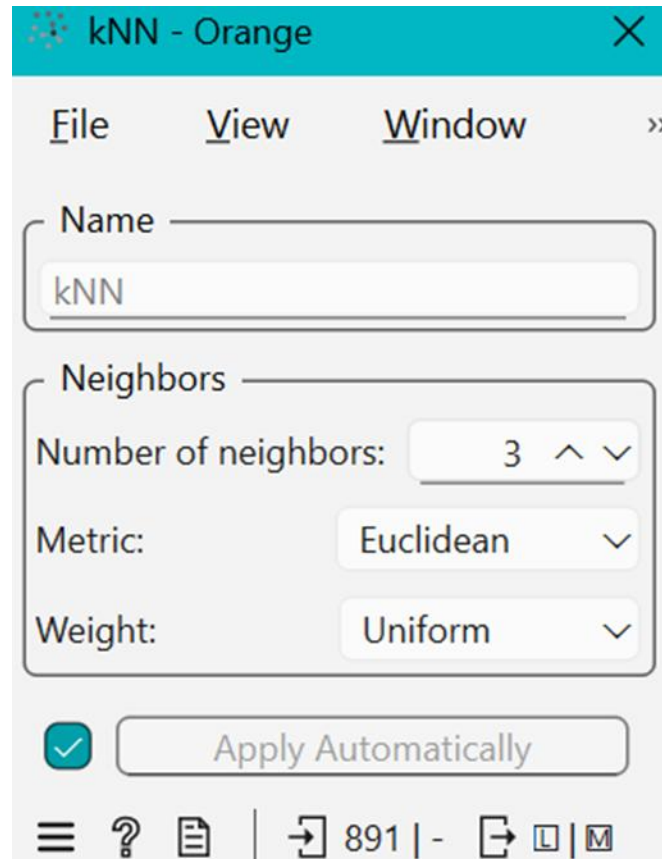 kNN - Orange
File View Window »
Name
kNN
Neighbors
Number of neighbors: 3
Metric: Euclidean
Weight: Uniform
Apply Automatically
? 891 | - L | M